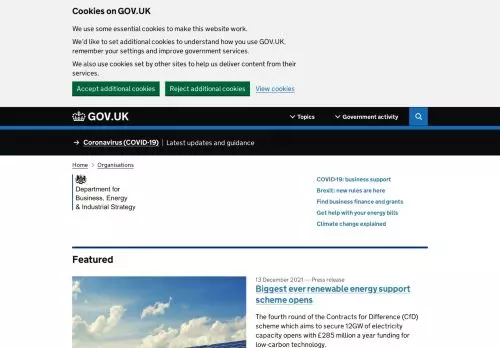 Cookies on GOV.UK
We use some essential cookies to make this website work.
We'd like to set additional cookies to understand how you use GOV.UK,
remember your settings and improve government services.
We also use cookies set by other sites to help us deliver content from their
services.
Accept additional cookies
Reject additional cookies
View cookies
GOV.UK
Topics
Government activity
→ Coronavirus (COVID-19) | Latest updates and guidance
Home > Organisations
Department for
Business, Energy
& Industrial Strategy
COVID-19: business support
Brexit: new rules are here
Find business finance and grants
Get help with your energy bills
Climate change explained
Featured
13 December 2021 — Press release
Biggest ever renewable energy support
scheme opens
The fourth round of the Contracts for Difference (CfD)
scheme which aims to secure 12GW of electricity
capacity opens with £285 million a year funding for
low-carbon technology.